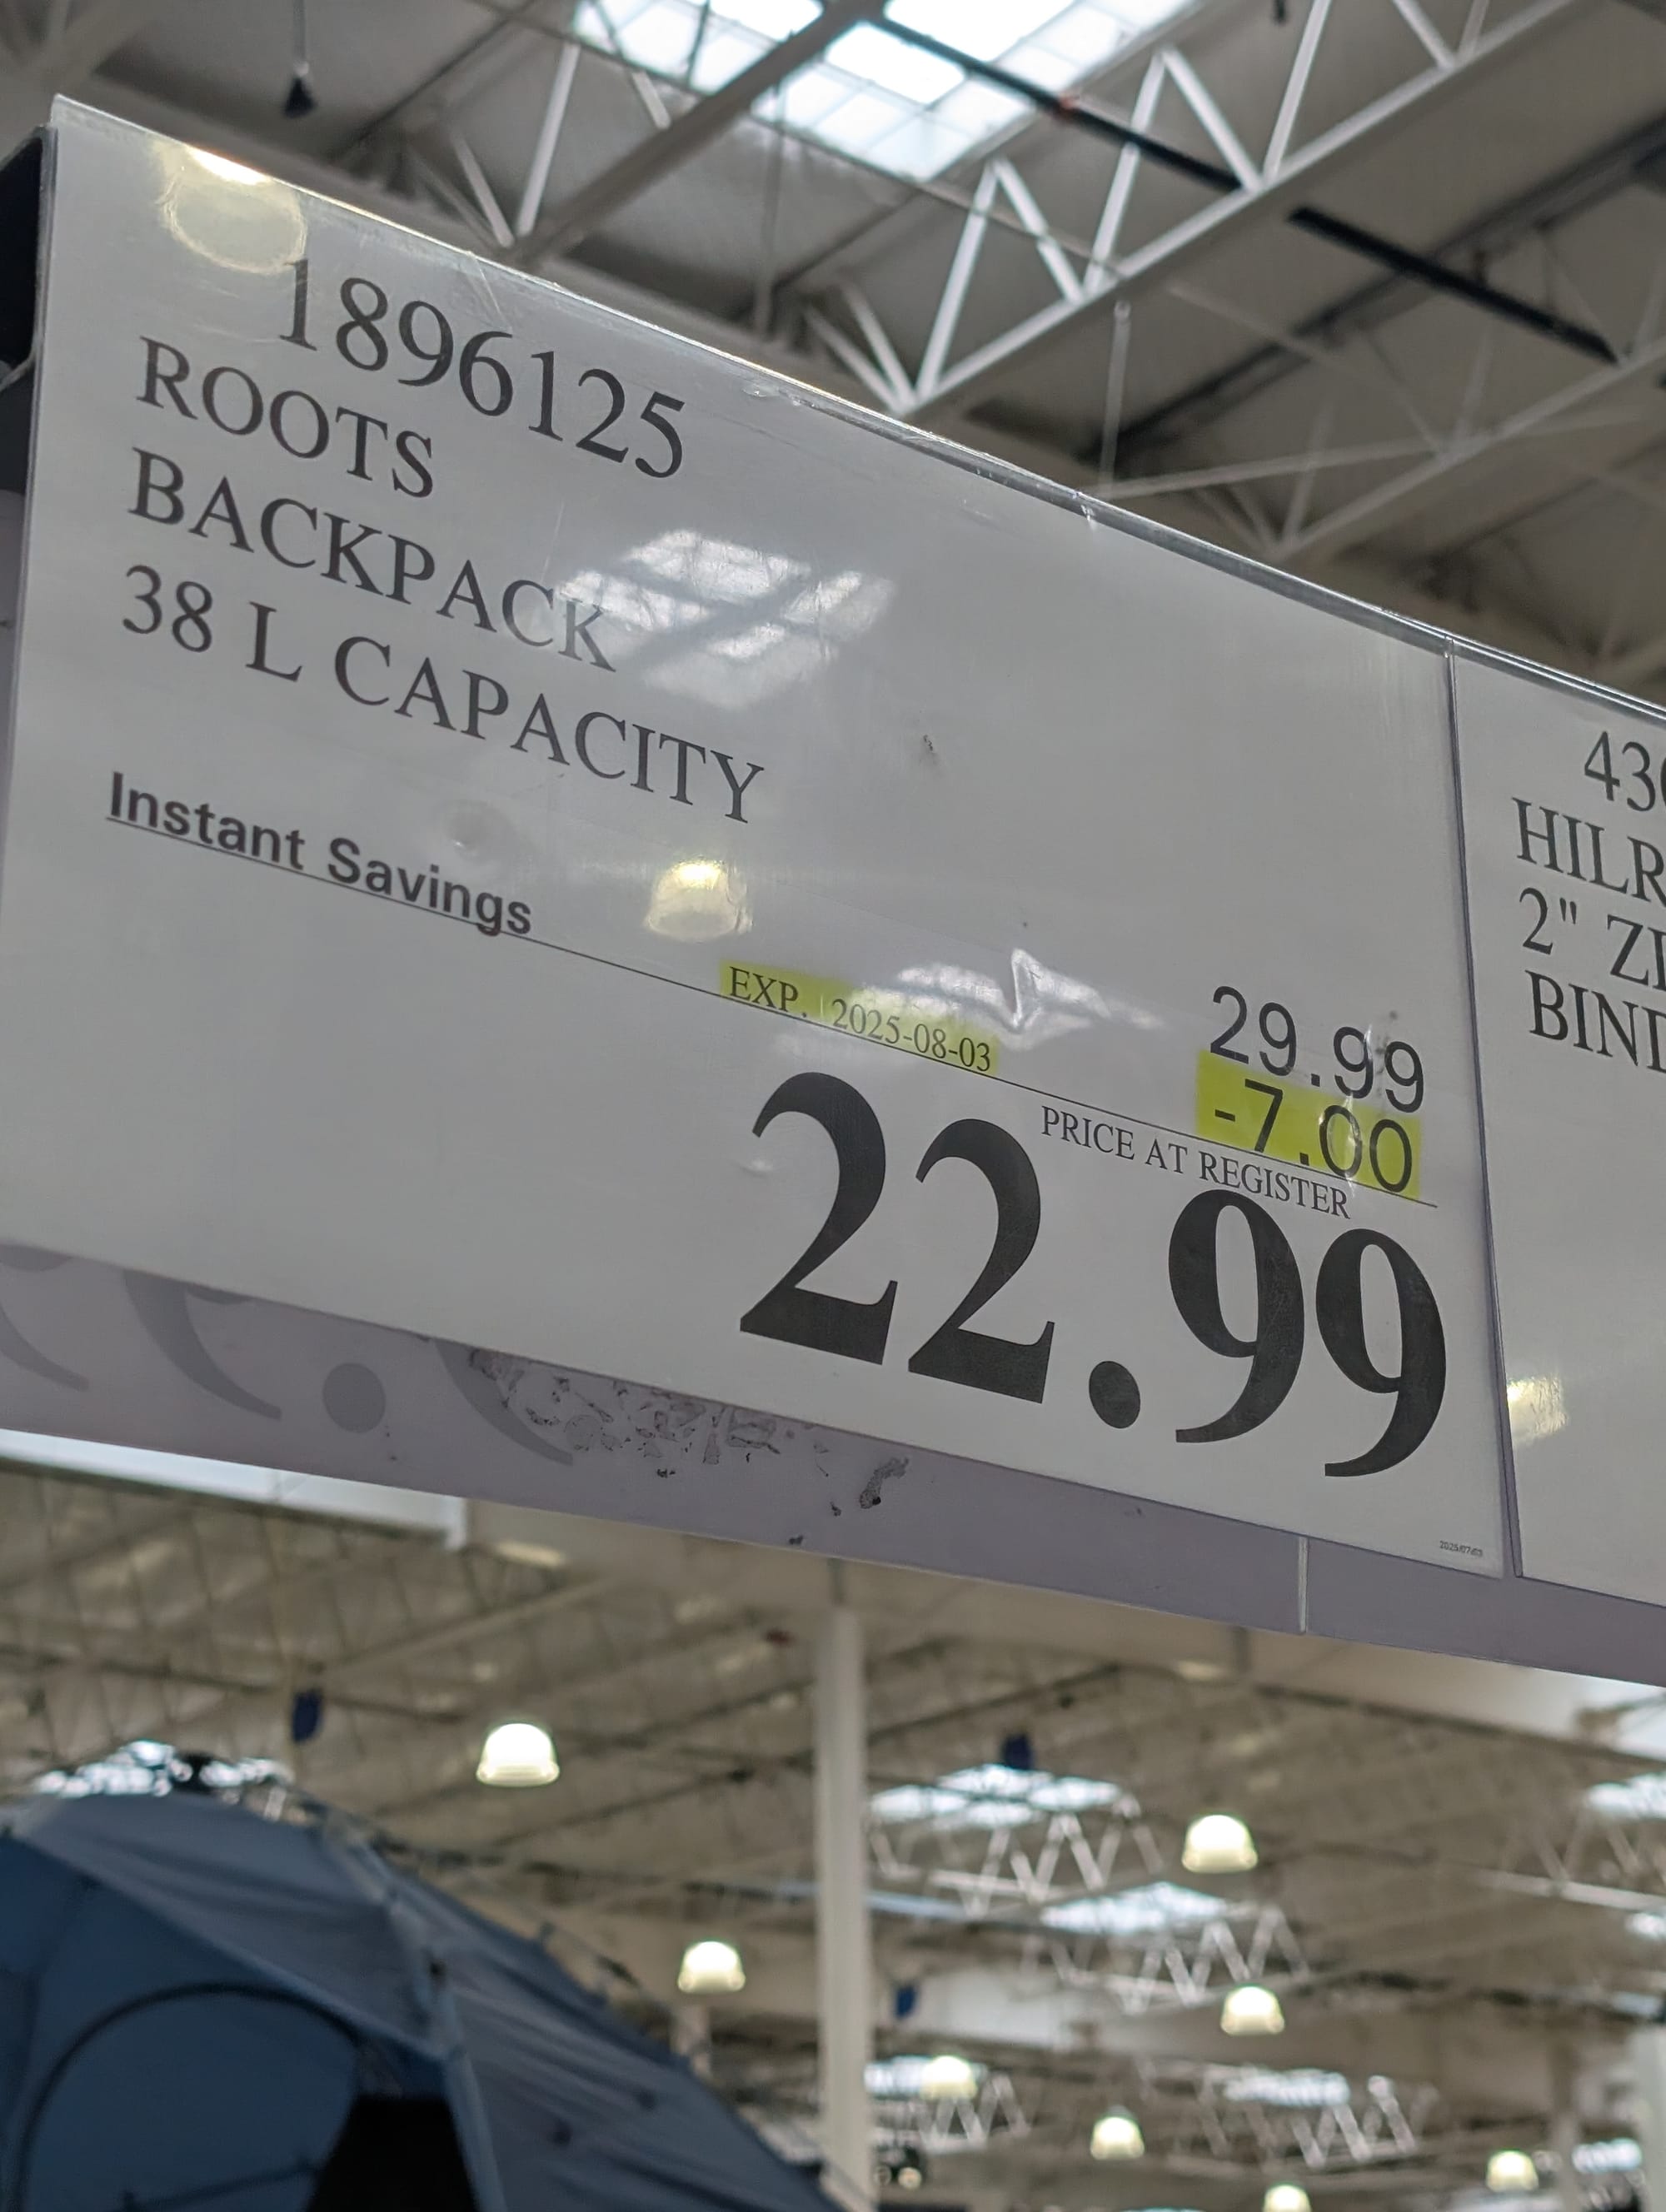 1896125
ROOTS
BACKPACK
38 L CAPACITY
Instant Savings
EXP. 2025-08-03
29.99
-7.00
PRICE AT REGISTER
22.99
2"